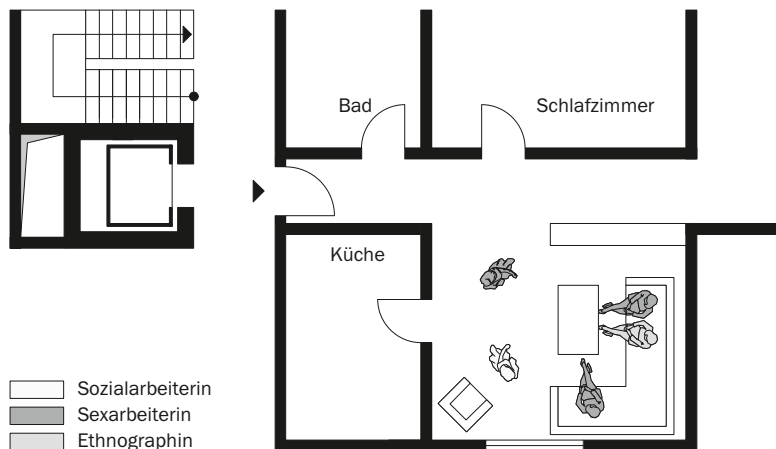 Bad
Schlafzimmer
Küche
Sozialarbeiterin
Sexarbeiterin
Ethnographin